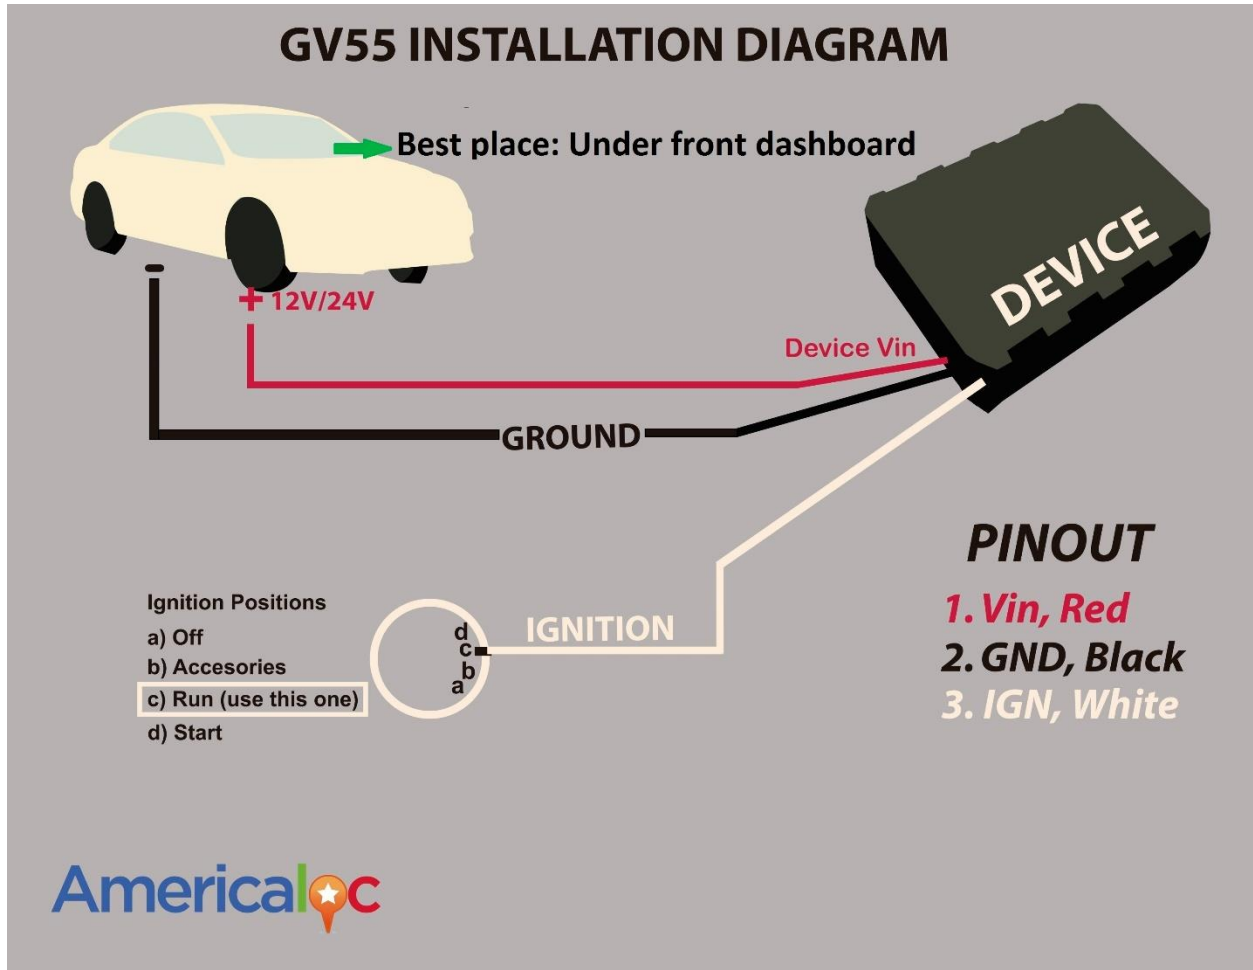 GV55 INSTALLATION DIAGRAM
Best place: Under front dashboard
DEVICE
-
+ 12V/24V
Device Vin
GROUND
PINOUT
1. Vin, Red
2. GND, Black
3. IGN, White
Ignition Positions
a) Off
b) Accesories
c) Run (use this one)
d) Start
d
c
b
a
IGNITION
Americaloc